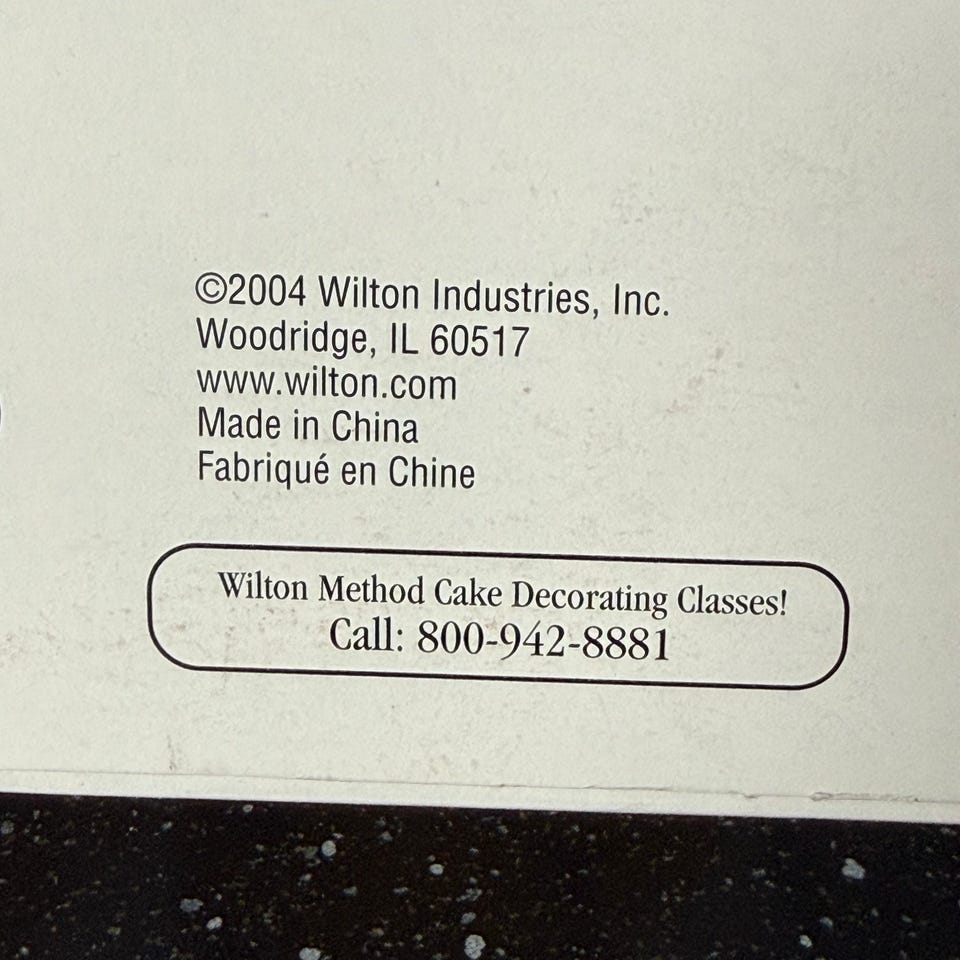 ©2004 Wilton Industries, Inc.
Woodridge, IL 60517
www.wilton.com
Made in China
Fabriqué en Chine
Wilton Method Cake Decorating Classes!
Call: 800-942-8881